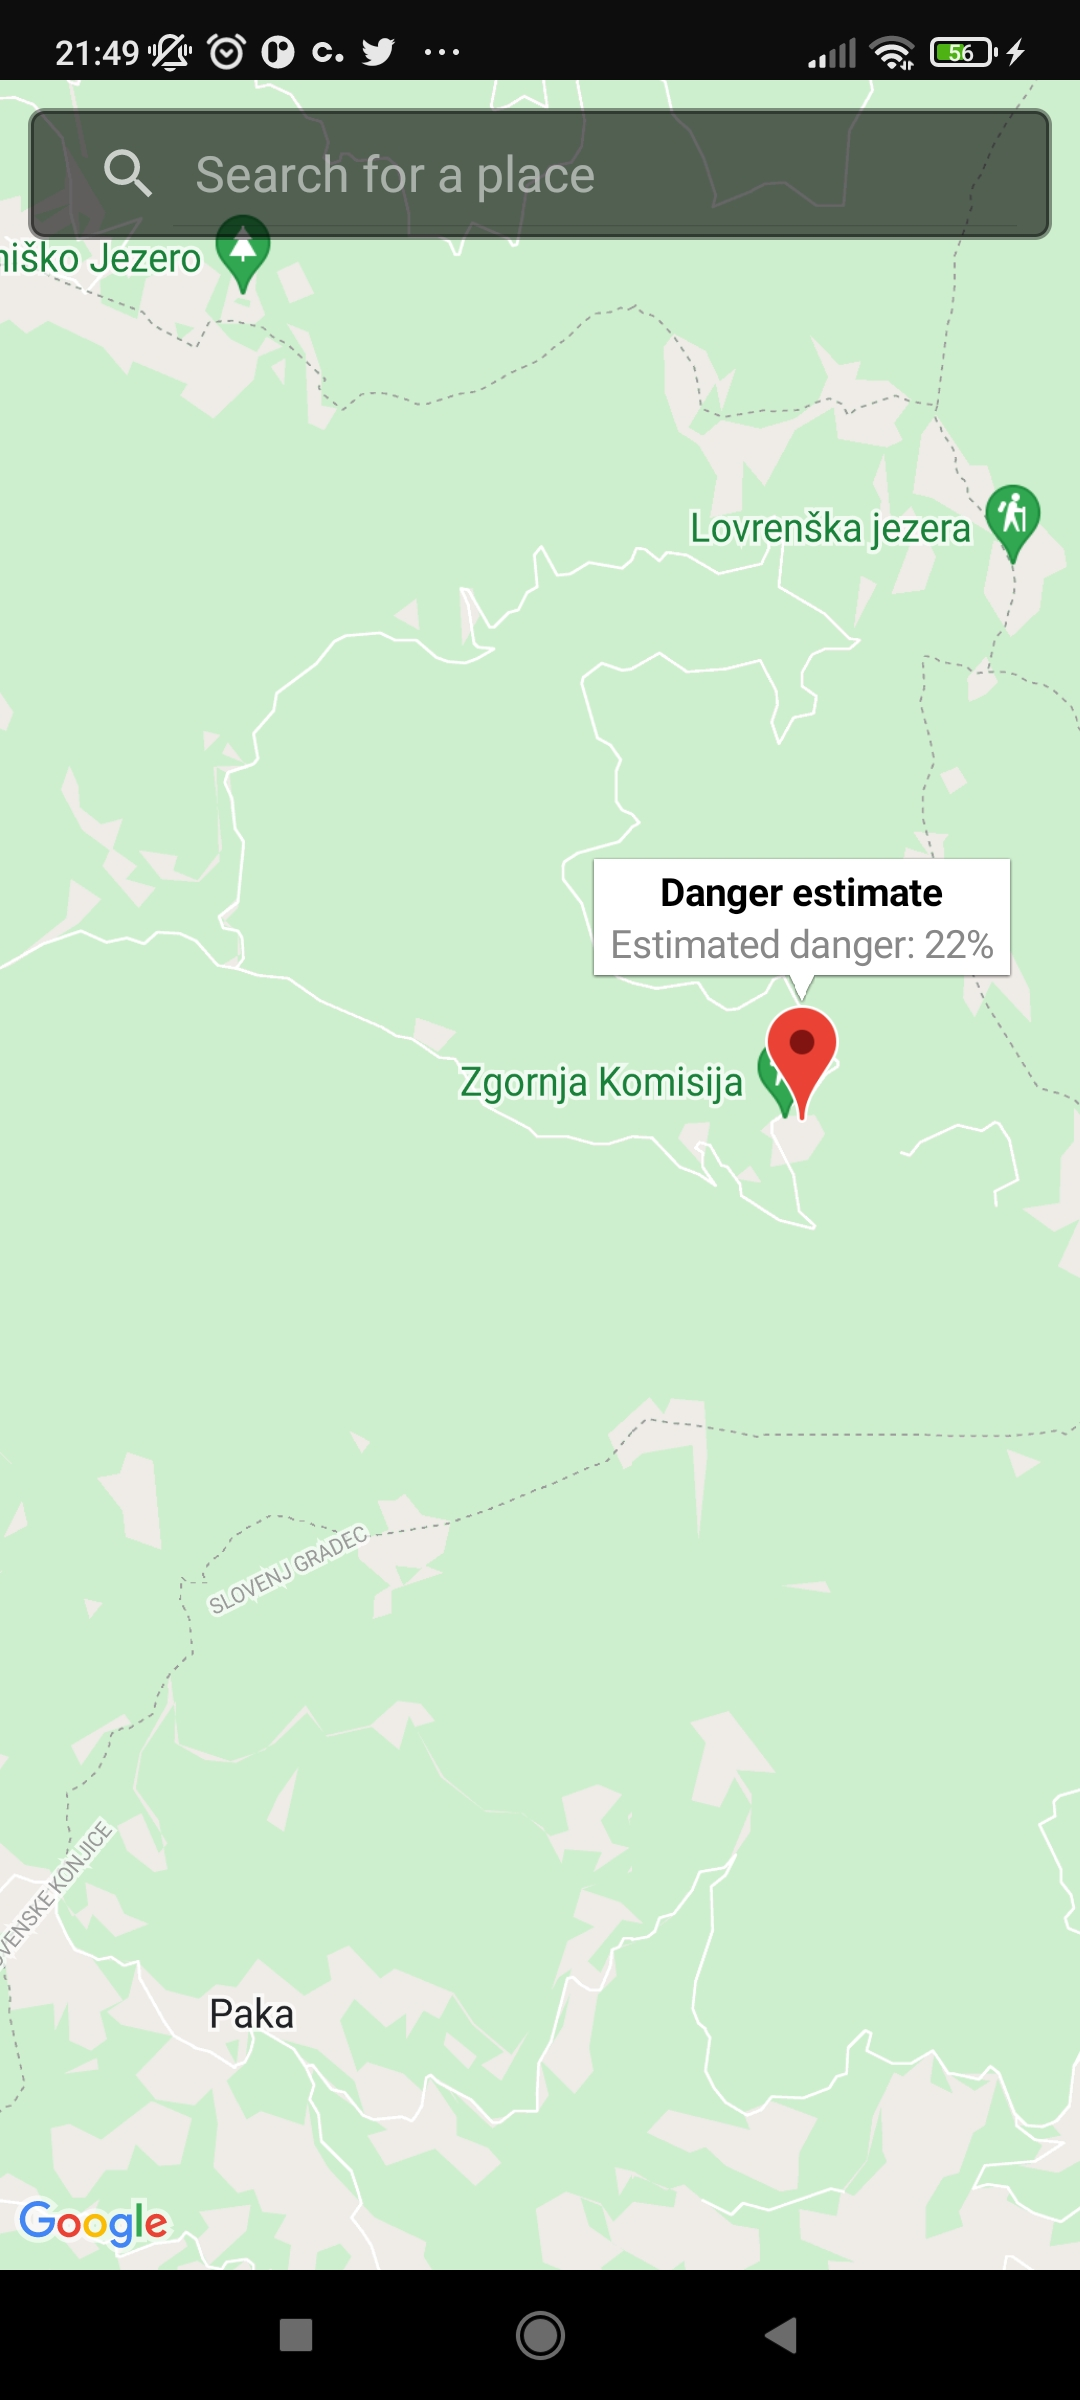 21:49
c.
56
Search for a place
niško Jezero
Lovrenška jezera
Danger estimate
Estimated danger: 22%
Zgornja Komisija
SLOVENJ GRADEC
VENSKE KONJICE
Paka
Google